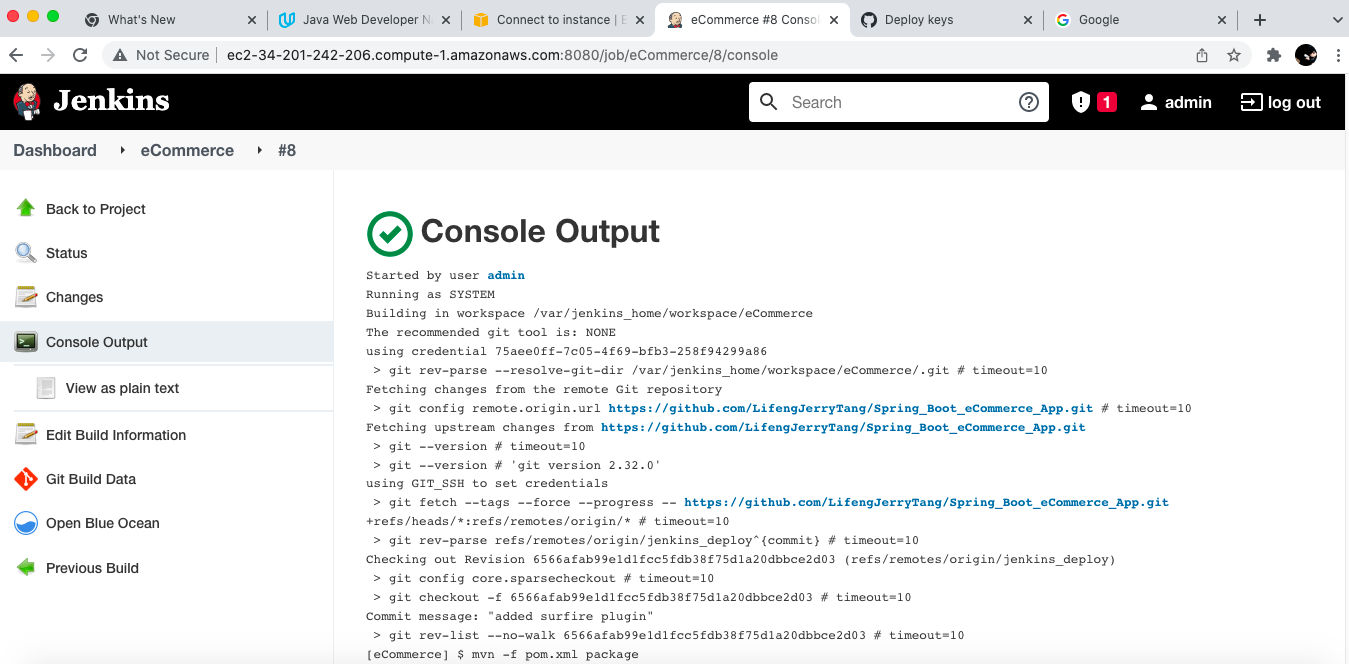 What's New
Java Web Developer N
Connect to instance | E
eCommerce #8 Consol
Deploy keys
Google
Not Secure
ec2-34-201-242-206.compute-1.amazonaws.com:8080/job/eCommerce/8/console
Jenkins
Search
1
admin
log out
Dashboard
eCommerce
#8
Back to Project
Status
Changes
Console Output
View as plain text
Edit Build Information
Git Build Data
Open Blue Ocean
Previous Build
Console Output
Started by user admin
Running as SYSTEM
Building in workspace /var/jenkins_home/workspace/eCommerce
The recommended git tool is: NONE
using credential 75aee0ff-7c05-4f69-bfb3-258f94299a86
> git rev-parse --resolve-git-dir /var/jenkins_home/workspace/eCommerce/.git # timeout=10
Fetching changes from the remote Git repository
> git config remote.origin.url https://github.com/LifengJerryTang/Spring_Boot_eCommerce_App.git # timeout=10
Fetching upstream changes from https://github.com/LifengJerryTang/Spring_Boot_eCommerce_App.git
> git --version # timeout=10
> git --version # 'git version 2.32.0'
using GIT_SSH to set credentials
> git fetch --tags --force --progress -- https://github.com/LifengJerryTang/Spring_Boot_eCommerce_App.git
+refs/heads/*:refs/remotes/origin/* # timeout=10
> git rev-parse refs/remotes/origin/jenkins_deploy^{commit} # timeout=10
Checking out Revision 6566afab99e1d1fcc5fdb38f75d1a20dbbce2d03 (refs/remotes/origin/jenkins_deploy)
> git config core.sparsecheckout # timeout=10
> git checkout -f 6566afab99e1d1fcc5fdb38f75d1a20dbbce2d03 # timeout=10
Commit message: "added surfire plugin"
> git rev-list --no-walk 6566afab99e1d1fcc5fdb38f75d1a20dbbce2d03 # timeout=10
[eCommerce] $ mvn -f pom.xml package